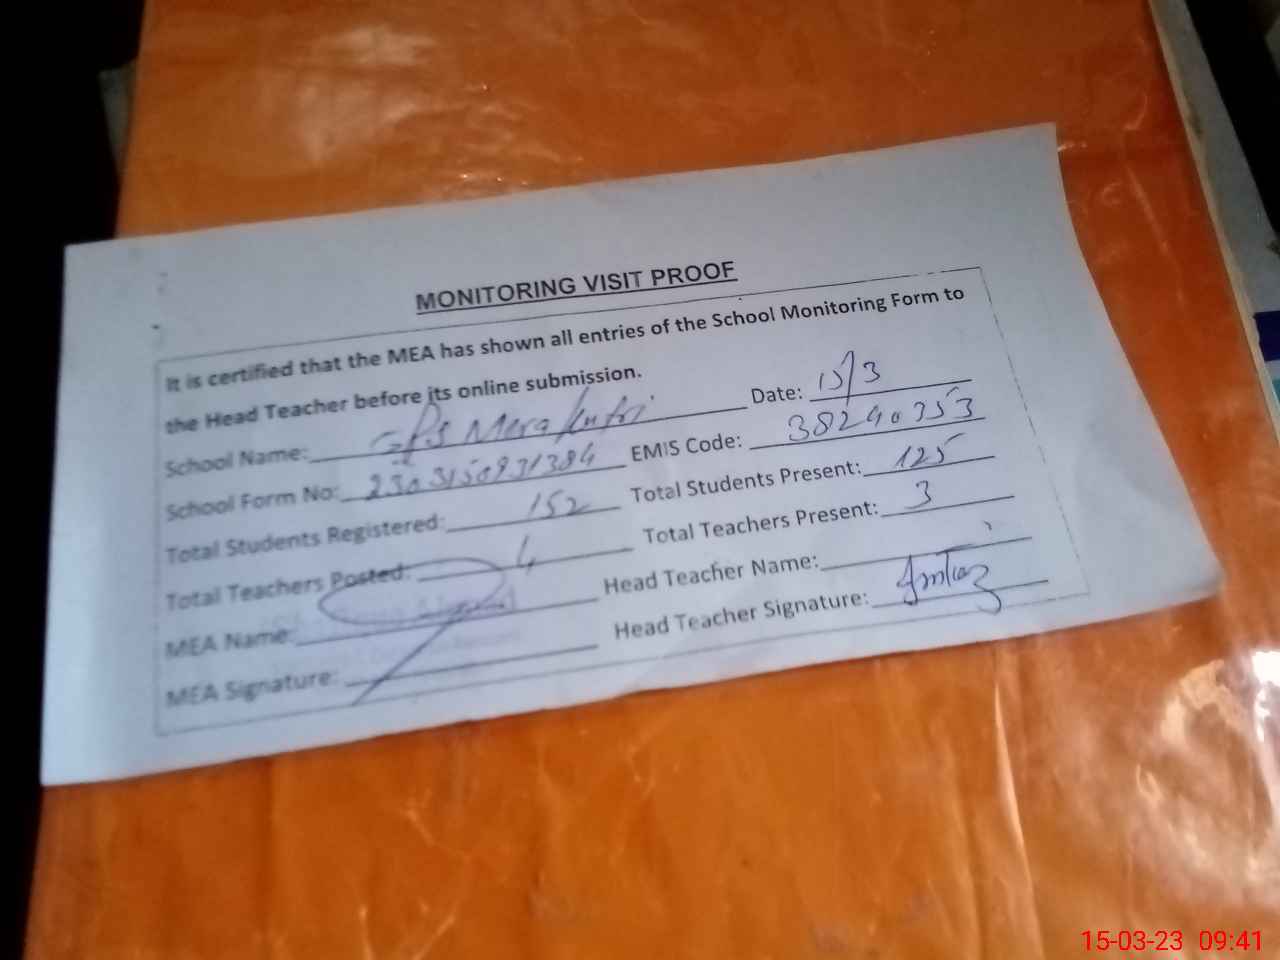 MONITORING VISIT PROOF
It is certified that the MEA has shown all entries of the School Monitoring Form to
the Head Teacher before its online submission.
School Name: GPS Mera Date: 15/3
School Form No: 2303150931384 EMIS Code: 38240353
Total Students Registered: 152 Total Students Present: 125
Total Teachers Posted: 4 Total Teachers Present: 3
MEA Name: Head Teacher Name:
MEA Signature: Head Teacher Signature: Imtiaz
15-03-23 09:41